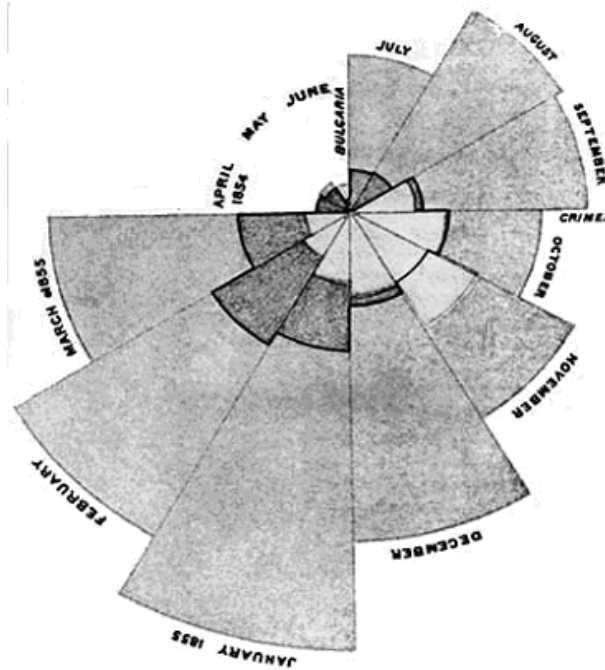 APRIL
1854
MAY
JUNE
BULGARIA
JULY
AUGUST
SEPTEMBER
CRIMEA
OCTOBER
NOVEMBER
DECEMBER
JANUARY 1855
FEBRUARY
MARCH 1855